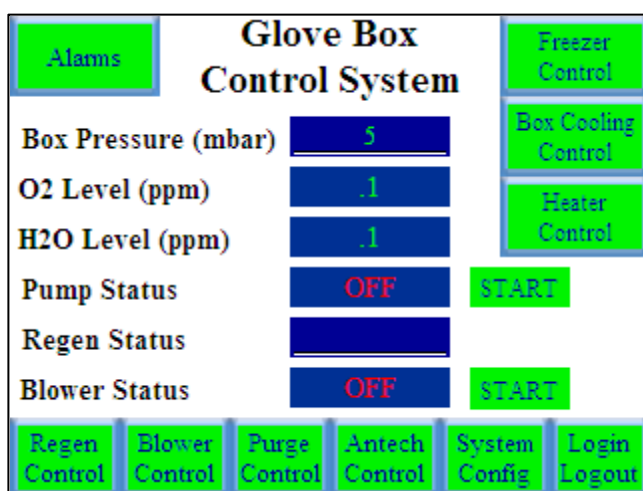 Alarms
Glove Box
Control System
Freezer
Control
Box Cooling
Control
Heater
Control
Box Pressure (mbar) 5
O2 Level (ppm) .1
H2O Level (ppm) .1
Pump Status OFF START
Regen Status
Blower Status OFF START
Regen
Control
Blower
Control
Purge
Control
Antech
Control
System
Config
Login
Logout